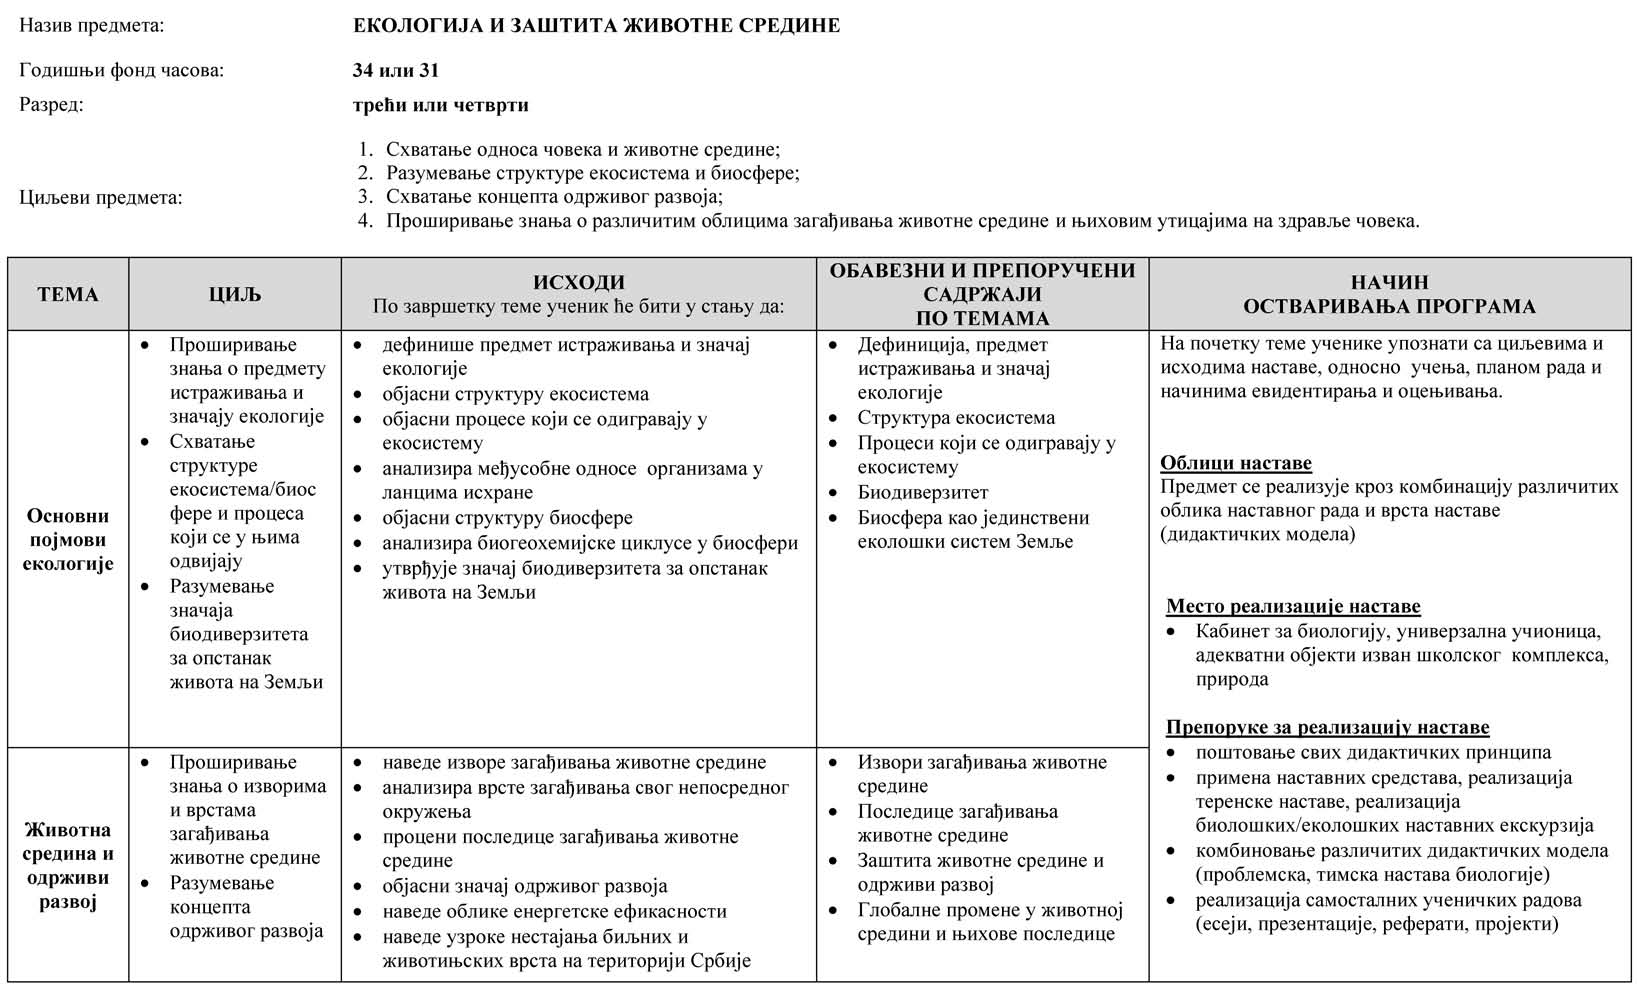 Назив предмета: ЕКОЛОГИЈА И ЗАШТИТА ЖИВОТНЕ СРЕДИНЕ
Годишњи фонд часова: 34 или 31
Разред: трећи или четврти
Циљеви предмета:
1. Схватање односа човека и животне средине;
2. Разумевање структуре екосистема и биосфере;
3. Схватање концепта одрживог развоја;
4. Проширивање знања о различитим облицима загађивања животне средине и њиховим утицајима на здравље човека.
ТЕМА
ЦИЉ
ИСХОДИ
По завршетку теме ученик ће бити у стању да:
ОБАВЕЗНИ И ПРЕПОРУЧЕНИ
САДРЖАЈИ
ПО ТЕМАМА
НАЧИН
ОСТВАРИВАЊА ПРОГРАМА
Основни
појмови
екологије
• Проширивање
знања о предмету
истраживања и
значају екологије
• Схватање
структуре
екосистема/биос
фере и процеса
који се у њима
одвијају
• Разумевање
значаја
биодиверзитета
за опстанак
живота на Земљи
• дефинише предмет истраживања и значај
екологије
• објасни структуру екосистема
• објасни процесе који се одигравају у
екосистему
• анализира међусобне односе организама у
ланцима исхране
• објасни структуру биосфере
• анализира биогеохемијске циклусе у биосфери
• утврђује значај биодиверзитета за опстанак
живота на Земљи
• Дефиниција, предмет
истраживања и значај
екологије
• Структура екосистема
• Процеси који се одигравају у
екосистему
• Биодиверзитет
• Биосфера као јединствени
еколошки систем Земље
На почетку теме ученике упознати са циљевима и
исходима наставе, односно учења, планом рада и
начинима евидентирања и оцењивања.
Облици наставе
Предмет се реализује кроз комбинацију различитих
облика наставног рада и врста наставе
(дидактичких модела)
Место реализације наставе
• Кабинет за биологију, универзална учионица,
адекватни објекти изван школског комплекса,
природа
Препоруке за реализацију наставе
• поштовање свих дидактичких принципа
• примена наставних средстава, реализација
теренске наставе, реализација
биолошких/еколошких наставних екскурзија
• комбиновање различитих дидактичких модела
(проблемска, тимска настава биологије)
• реализација самосталних ученичких радова
(есеји, презентације, реферати, пројекти)
Животна
средина и
одрживи
развој
• Проширивање
знања о изворима
и врстама
загађивања
животне средине
• Разумевање
концепта
одрживог развоја
• наведе изворе загађивања животне средине
• анализира врсте загађивања свог непосредног
окружења
• процени последице загађивања животне
средине
• објасни значај одрживог развоја
• наведе облике енергетске ефикасности
• наведе узроке нестајања биљних и
животињских врста на територији Србије
• Извори загађивања животне
средине
• Последице загађивања
животне средине
• Заштита животне средине и
одрживи развој
• Глобалне промене у животној
средини и њихове последице